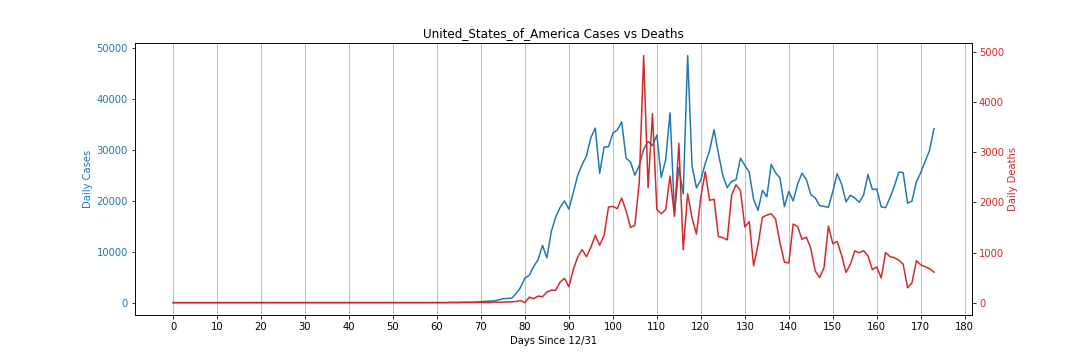 United_States_of_America Cases vs Deaths
Daily Cases
50000
40000
30000
20000
10000
0
5000
4000
3000
2000
1000
0
Daily Deaths
0 10 20 30 40 50 60 70 80 90 100 110 120 130 140 150 160 170 180
Days Since 12/31